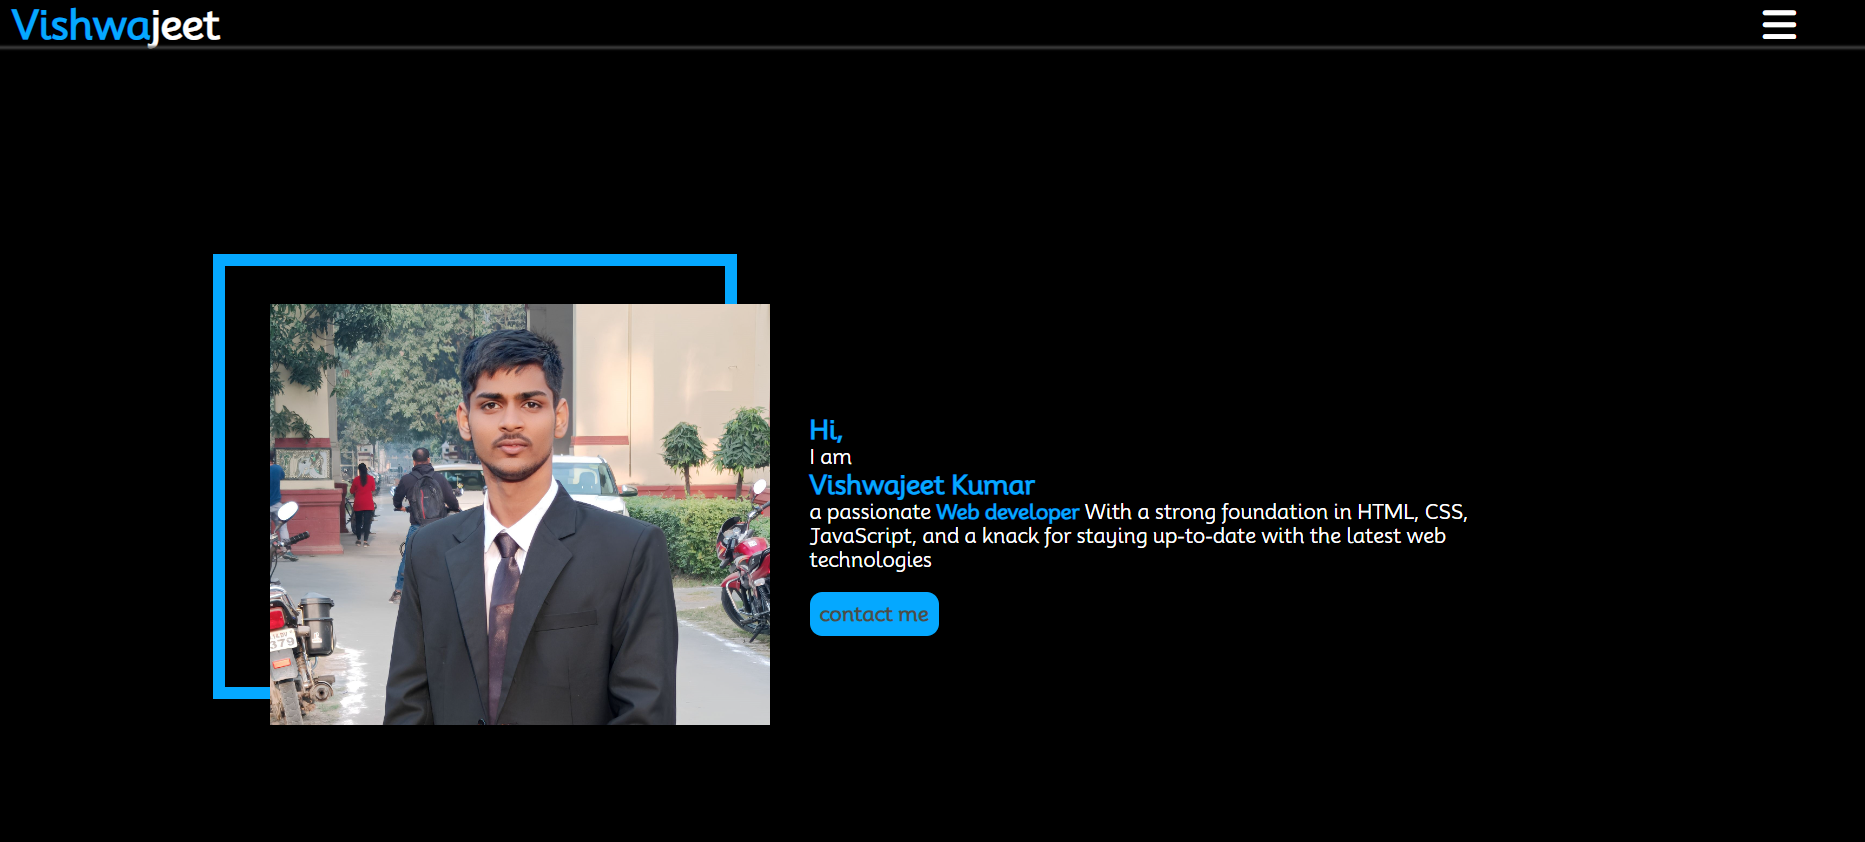 Vishwajeet
Hi,
I am
Vishwajeet Kumar
a passionate Web developer With a strong foundation in HTML, CSS,
JavaScript, and a knack for staying up-to-date with the latest web
technologies
contact me